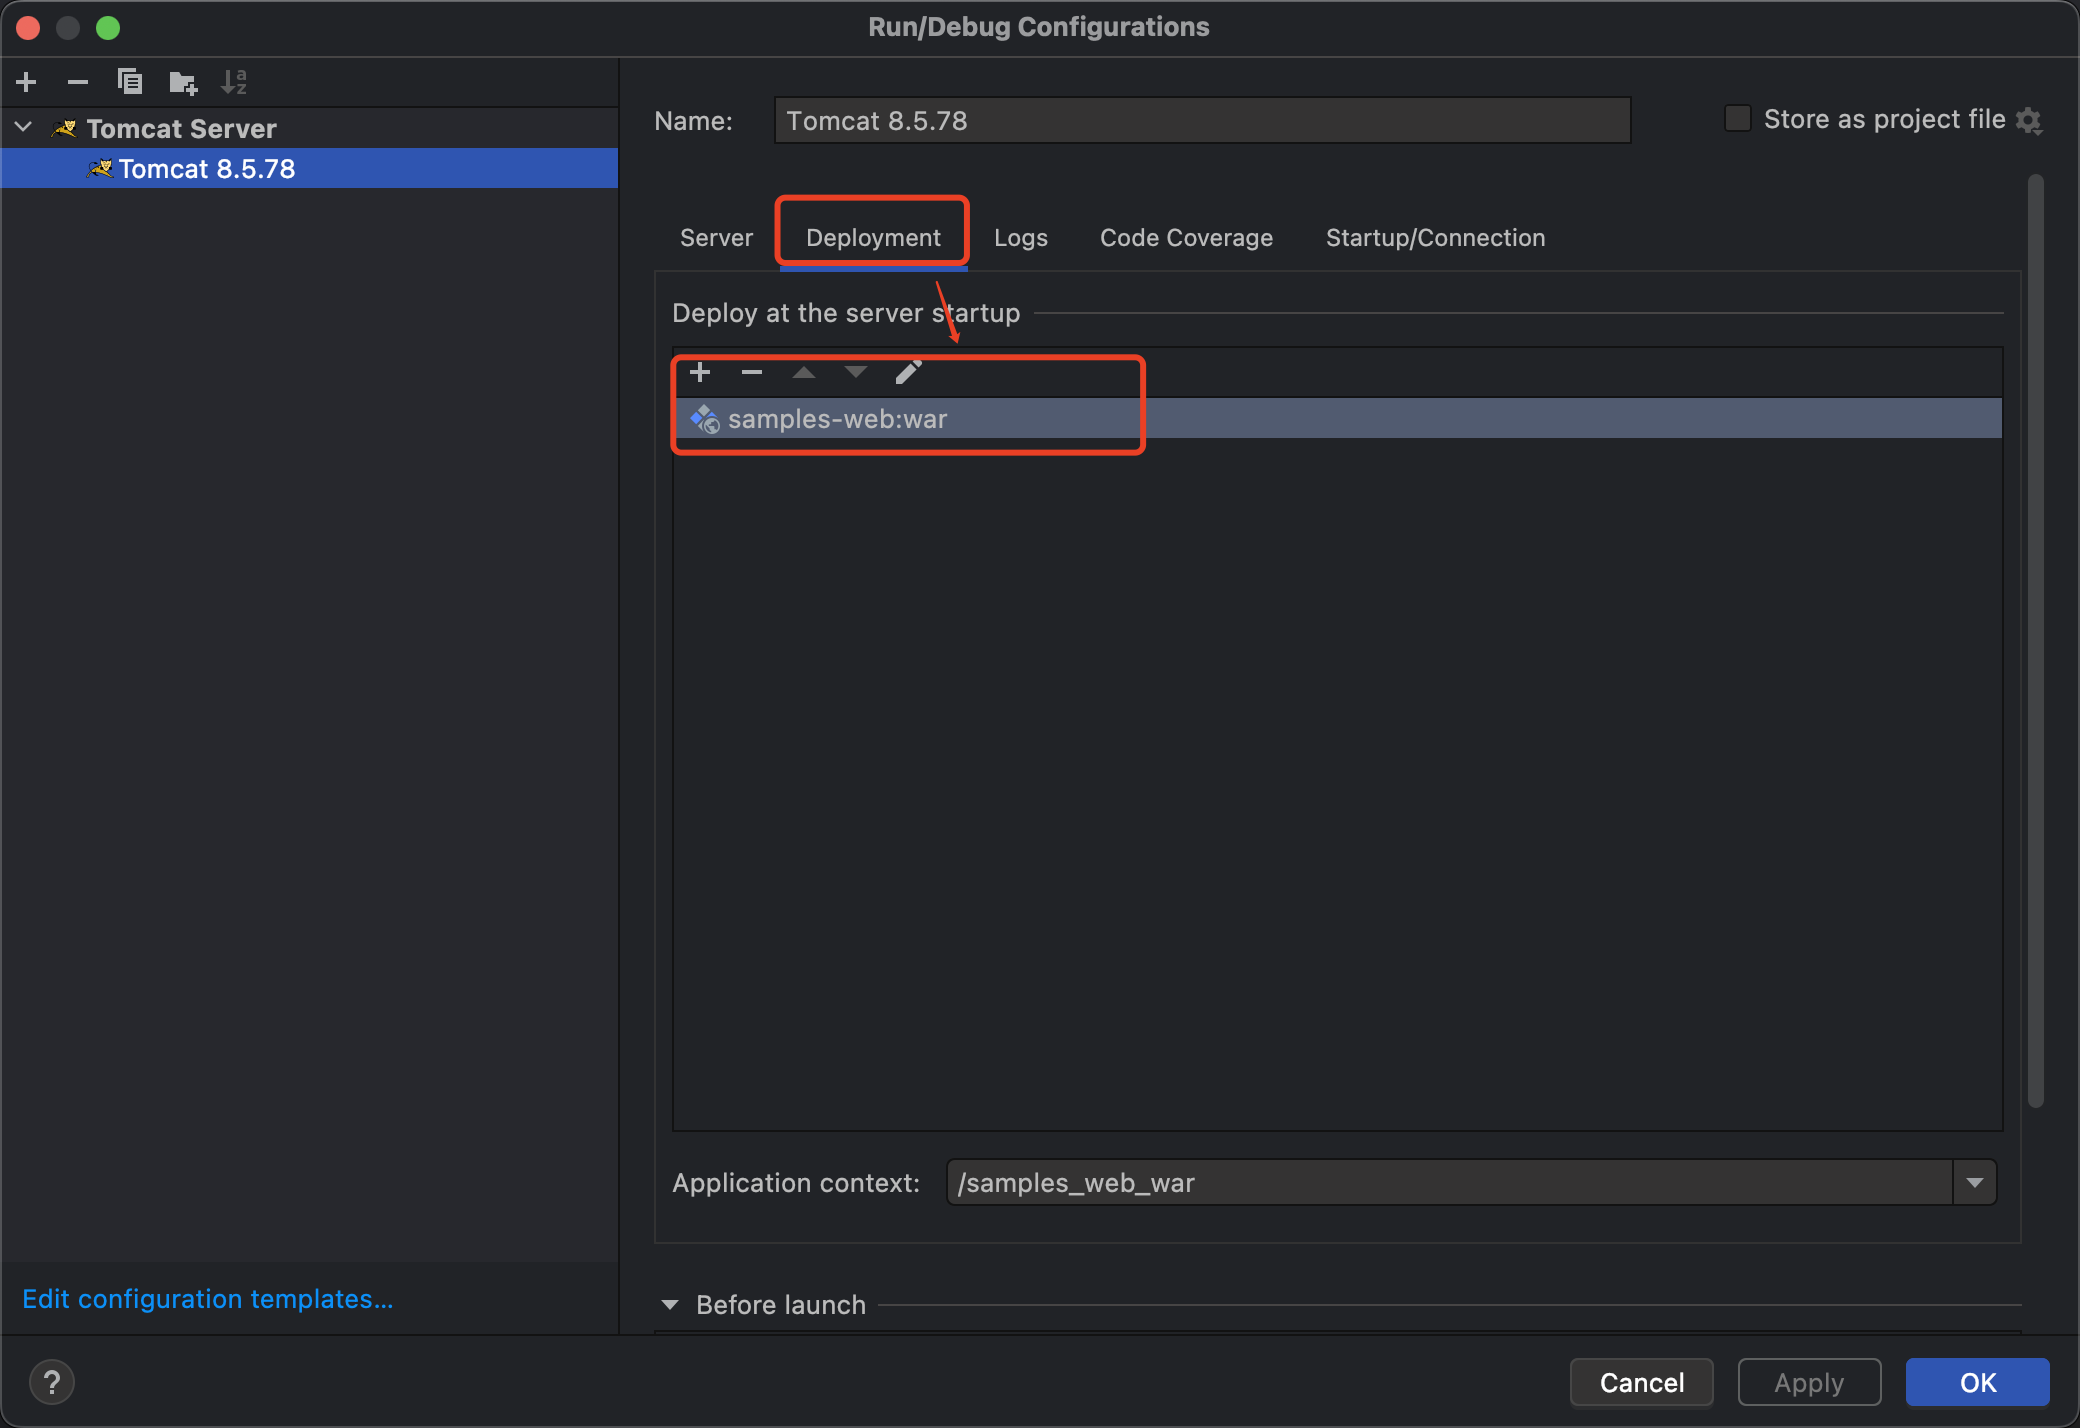 Run/Debug Configurations
Tomcat Server
Tomcat 8.5.78
Name: Tomcat 8.5.78 Store as project file
Server Deployment Logs Code Coverage Startup/Connection
Deploy at the server startup
samples-web:war
Application context: /samples_web_war
Edit configuration templates...
Before launch
? Cancel Apply OK